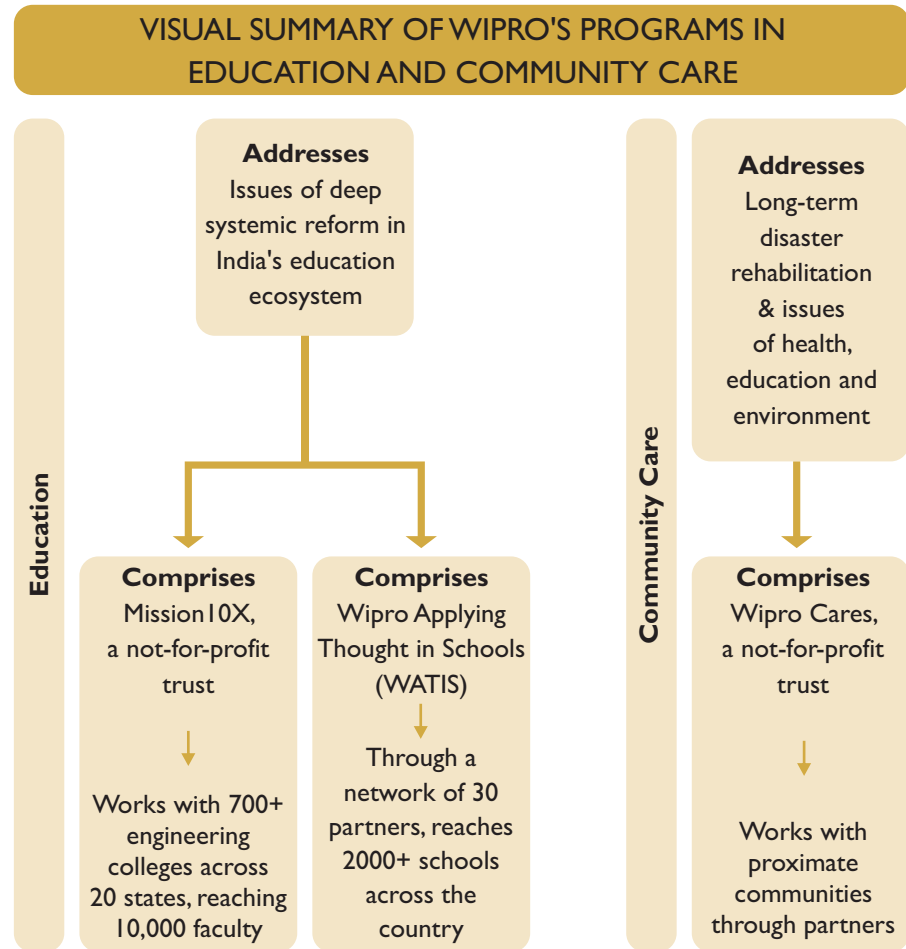 VISUAL SUMMARY OF WIPRO'S PROGRAMS IN
EDUCATION AND COMMUNITY CARE
Education
Addresses
Issues of deep
systemic reform in
India's education
ecosystem
Comprises
Mission10X,
a not-for-profit
trust
Works with 700+
engineering
colleges across
20 states, reaching
10,000 faculty
Comprises
Wipro Applying
Thought in Schools
(WATIS)
Through a
network of 30
partners, reaches
2000+ schools
across the
country
Community Care
Addresses
Long-term
disaster
rehabilitation
& issues
of health,
education and
environment
Comprises
Wipro Cares,
a not-for-profit
trust
Works with
proximate
communities
through partners